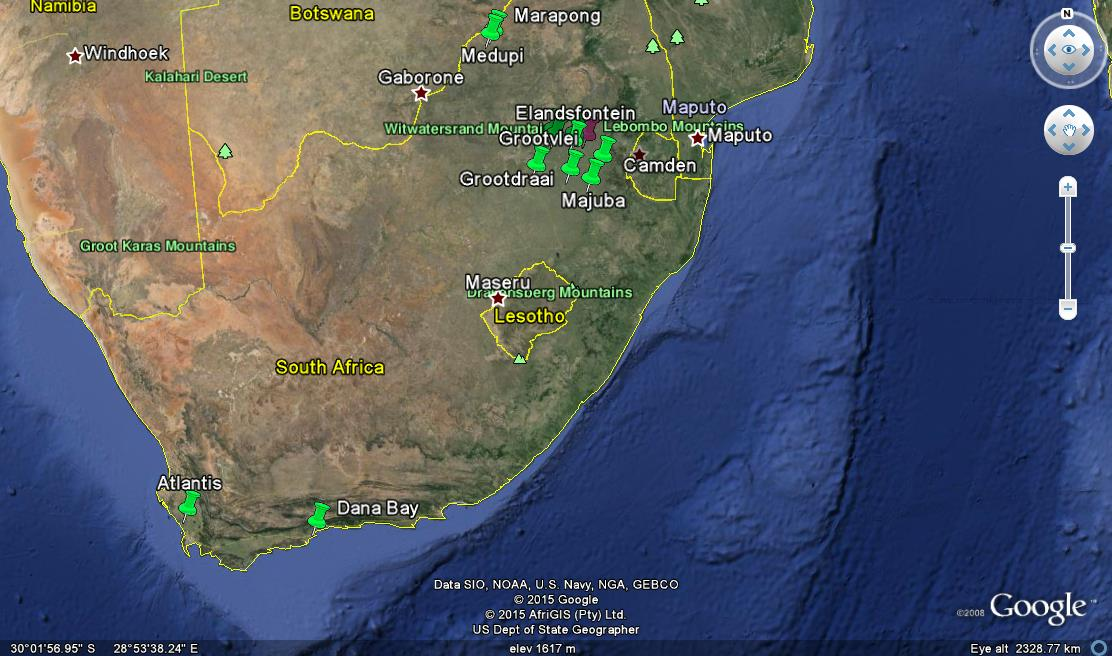 Namibia
Botswana
Marapong
Windhoek
Medupi
Kalahari Desert
Gaborone
Maputo
Elandsfontein
Witwatersrand Mountai
Lebombo Mountains
Maputo
Grootvlei
Camden
Grootdraai
Majuba
Groot Karas Mountains
Maseru
Drakensberg Mountains
Lesotho
South Africa
Atlantis
Dana Bay
N
Data SIO, NOAA, U.S. Navy, NGA, GEBCO
© 2015 Google
© 2015 AfriGIS (Pty) Ltd.
US Dept of State Geographer
©2008 Google™
30°01'56.95" S 28°53'38.24" E
elev 1617 m
Eye alt 2328.77 km